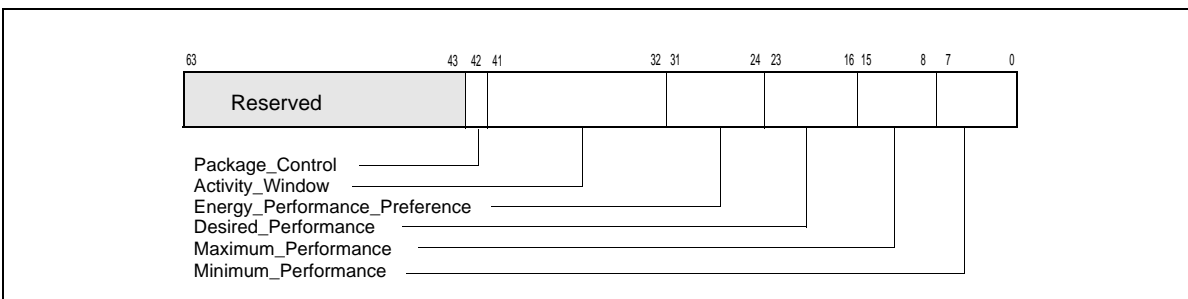 63 43 42 41 32 31 24 23 16 15 8 7 0
Reserved
Package_Control
Activity_Window
Energy_Performance_Preference
Desired_Performance
Maximum_Performance
Minimum_Performance